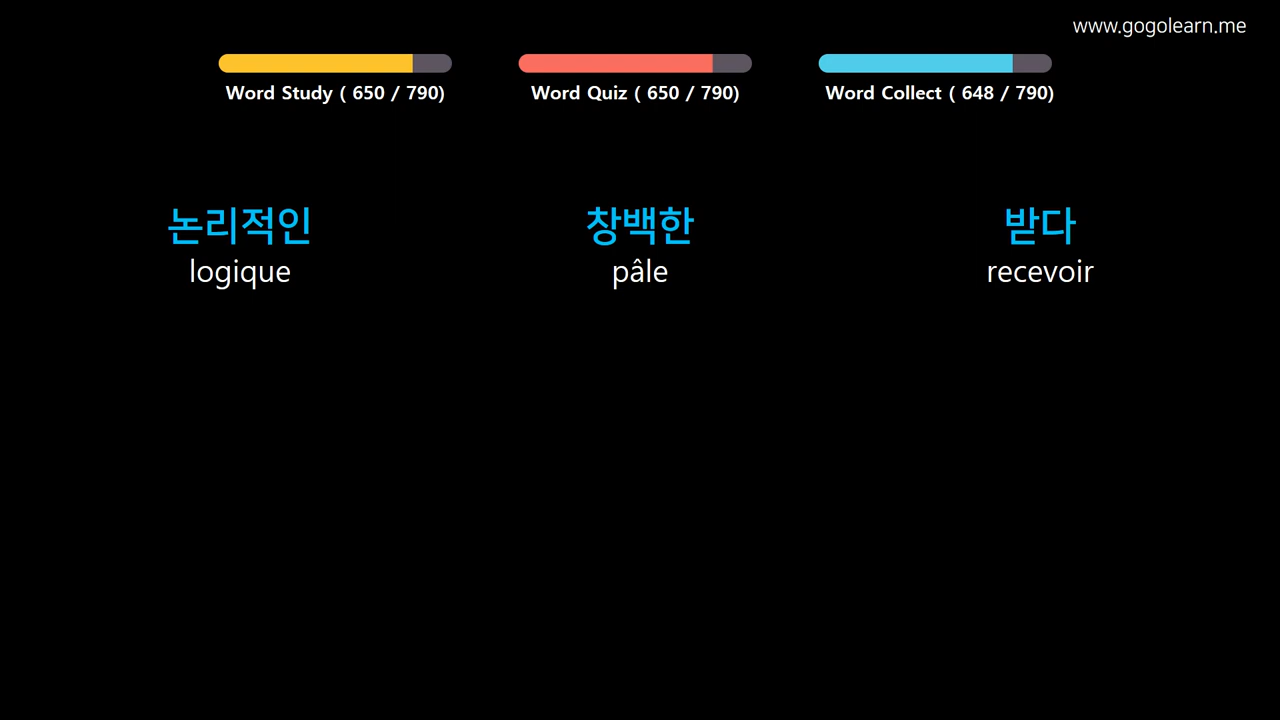 www.gogolearn.me
Word Study ( 650 / 790)
Word Quiz ( 650 / 790)
Word Collect ( 648 / 790)
논리적인
창백한
받다
logique
pâle
recevoir